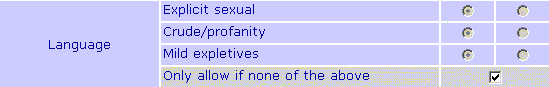 Explicit sexual
Crude/profanity
Language
Mild expletives
Only allow if none of the above